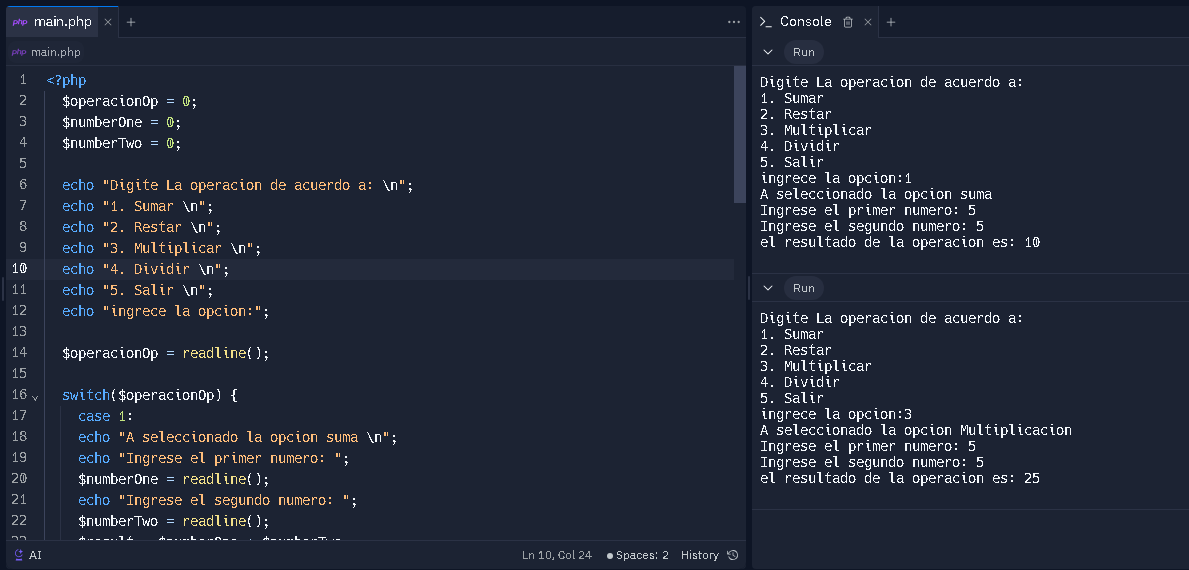 php main.php × +
php main.php
1 <?php
2 $operacionOp = 0;
3 $numberOne = 0;
4 $numberTwo = 0;
5
6 echo "Digite La operacion de acuerdo a: \n";
7 echo "1. Sumar \n";
8 echo "2. Restar \n";
9 echo "3. Multiplicar \n";
10 echo "4. Dividir \n";
11 echo "5. Salir \n";
12 echo "ingrece la opcion:";
13
14 $operacionOp = readline();
15
16 switch($operacionOp) {
17 case 1:
18 echo "A seleccionado la opcion suma \n";
19 echo "Ingrese el primer numero: ";
20 $numberOne = readline();
21 echo "Ingrese el segundo numero: ";
22 $numberTwo = readline();
AI
Ln 10, Col 24 Spaces: 2 History
>_ Console × +
Run
Digite La operacion de acuerdo a:
1. Sumar
2. Restar
3. Multiplicar
4. Dividir
5. Salir
ingrece la opcion:1
A seleccionado la opcion suma
Ingrese el primer numero: 5
Ingrese el segundo numero: 5
el resultado de la operacion es: 10
Run
Digite La operacion de acuerdo a:
1. Sumar
2. Restar
3. Multiplicar
4. Dividir
5. Salir
ingrece la opcion:3
A seleccionado la opcion Multiplicacion
Ingrese el primer numero: 5
Ingrese el segundo numero: 5
el resultado de la operacion es: 25